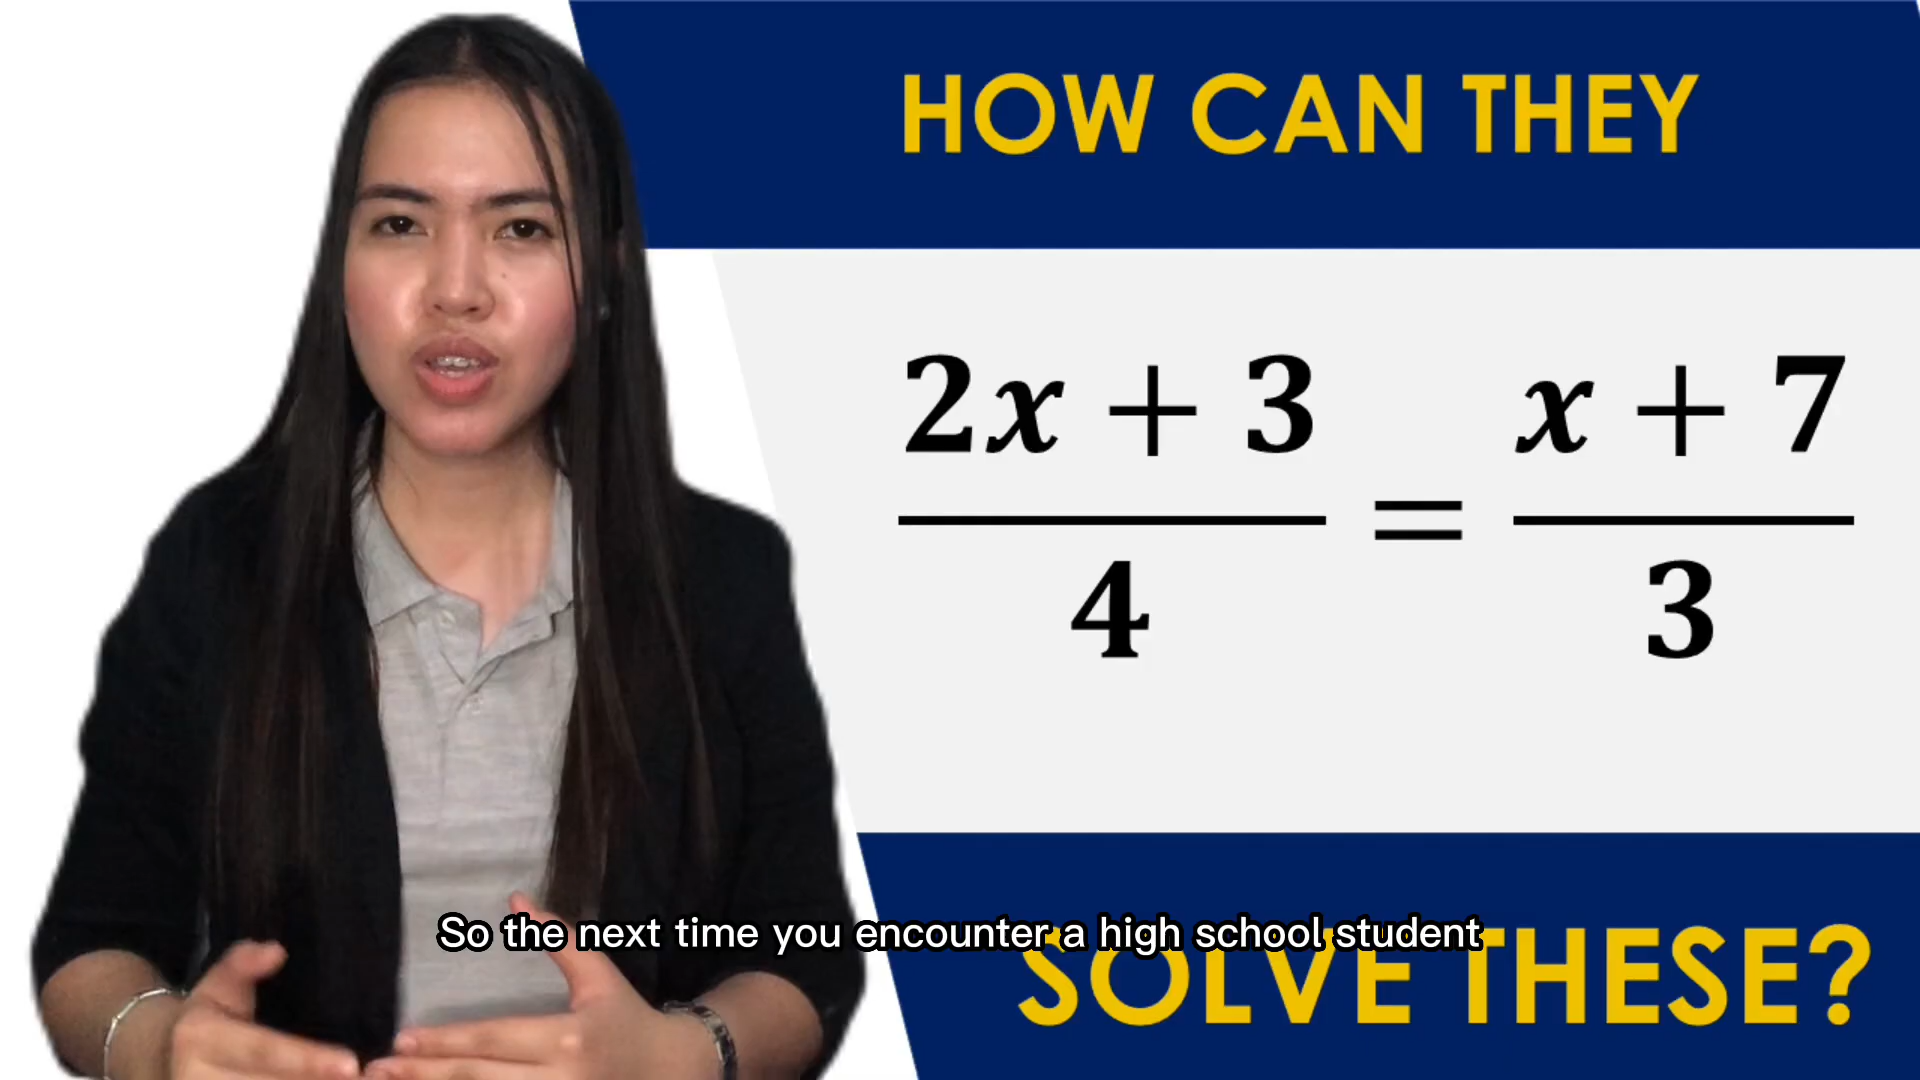 HOW CAN THEY
2x + 3 = x + 7
4 3
So the next time you encounter a high school student
SOLVE THESE?